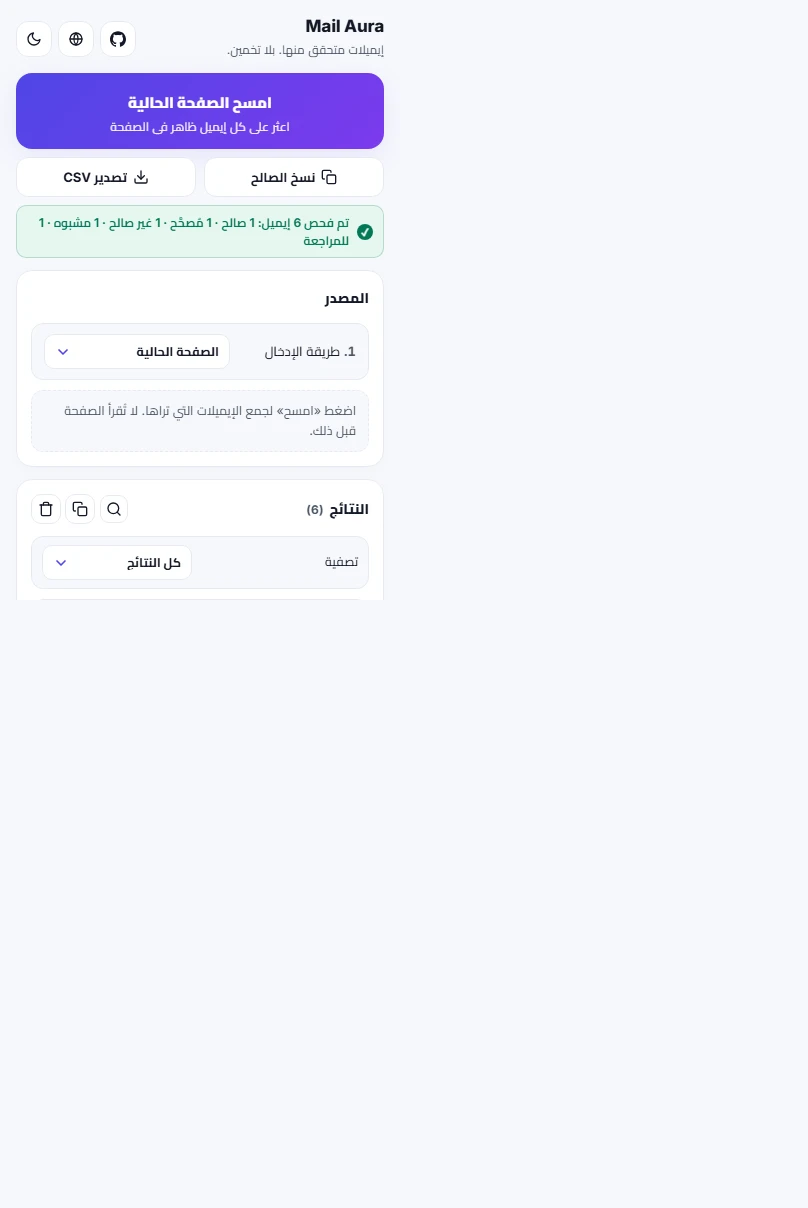 Mail Aura
إيميلات متحقق منها. بلا تخمين.
امسح الصفحة الحالية
اعثر على كل إيميل ظاهر في الصفحة
نسخ الصالح
تصدير CSV
تم فحص 6 إيميل: 1 صالح · 1 مُصحَّح · 1 غير صالح · 1 مشبوه · 1
للمراجعة
المصدر
1. طريقة الإدخال
الصفحة الحالية
اضغط «امسح» لجمع الإيميلات التي تراها. لا تُقرأ الصفحة
قبل ذلك.
النتائج (6)
تصفية
كل النتائج